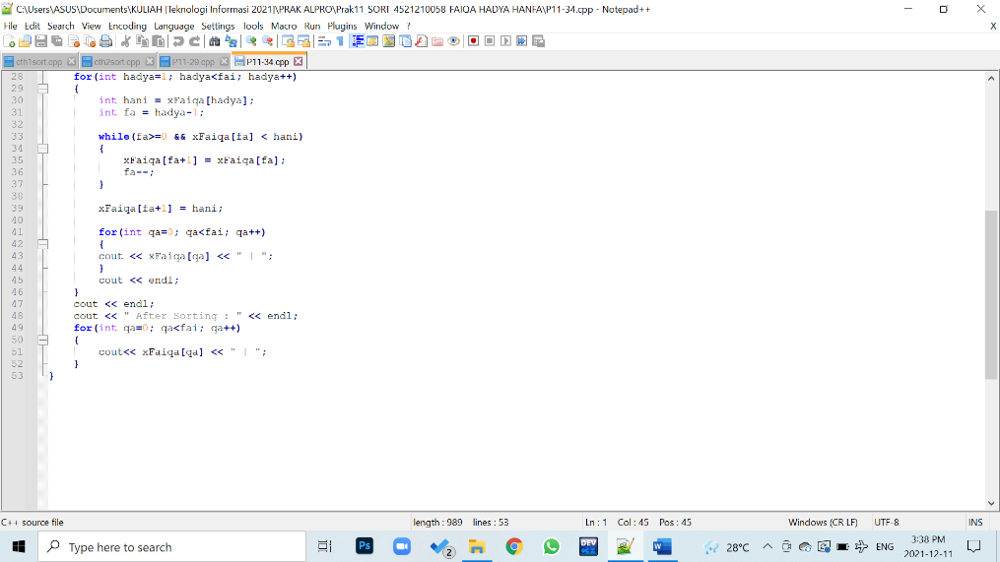 C:\Users\ASUS\Documents\KULIAH [Teknologi Informasi 2021]\PRAK ALPRO\Prak11_SORT_4521210058_FAIQA HADYA HANFA\P11-34.cpp - Notepad++
File Edit Search View Encoding Language Settings Tools Macro Run Plugins Window ? X
cth1sort.cpp cth2sort.cpp P11-29.cpp P11-34.cpp
28 for(int hadya=1; hadya<fai; hadya++)
29 {
30 int hani = xFaiqa[hadya];
31 int fa = hadya-1;
32
33 while(fa>=0 && xFaiqa[fa] < hani)
34 {
35 xFaiqa[fa+1] = xFaiqa[fa];
36 fa--;
37 }
38
39 xFaiqa[fa+1] = hani;
40
41 for(int qa=0; qa<fai; qa++)
42 {
43 cout << xFaiqa[qa] << " | ";
44 }
45 cout << endl;
46 }
47 cout << endl;
48 cout << " After Sorting : " << endl;
49 for(int qa=0; qa<fai; qa++)
50 {
51 cout<< xFaiqa[qa] << " | ";
52 }
53 }
C++ source file length : 989 lines : 53 Ln : 1 Col : 45 Pos : 45 Windows (CR LF) UTF-8 INS
Type here to search Ps 2 DEV W 28°C ENG 3:38 PM
2021-12-11